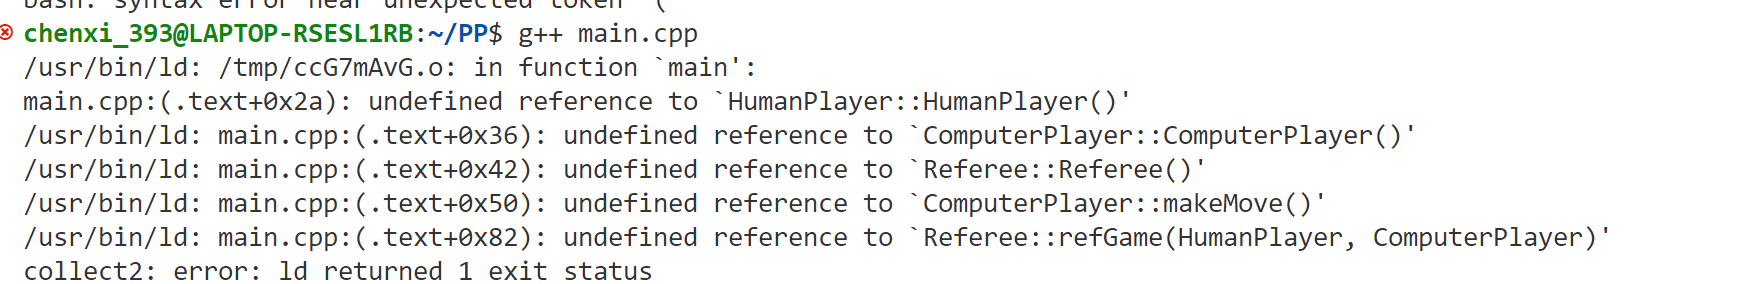 bash: syntax error near unexpected token `(
chenxi_393@LAPTOP-RSESL1RB:~/PP$ g++ main.cpp
/usr/bin/ld: /tmp/ccG7mAvG.o: in function `main':
main.cpp:(.text+0x2a): undefined reference to `HumanPlayer::HumanPlayer()'
/usr/bin/ld: main.cpp:(.text+0x36): undefined reference to `ComputerPlayer::ComputerPlayer()'
/usr/bin/ld: main.cpp:(.text+0x42): undefined reference to `Referee::Referee()'
/usr/bin/ld: main.cpp:(.text+0x50): undefined reference to `ComputerPlayer::makeMove()'
/usr/bin/ld: main.cpp:(.text+0x82): undefined reference to `Referee::refGame(HumanPlayer, ComputerPlayer)'
collect2: error: ld returned 1 exit status